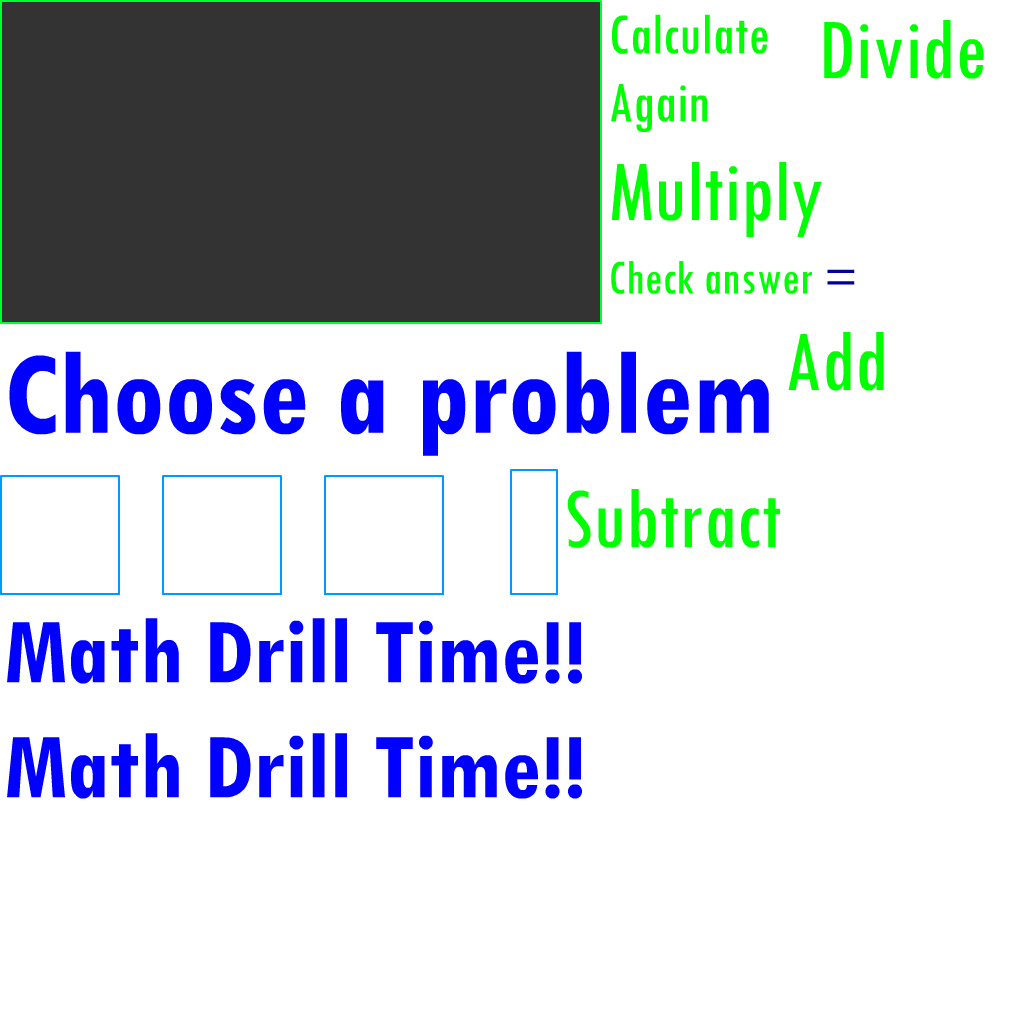 Calculate
Divide
Again
Multiply
Check answer =
Add
Choose a problem
Subtract
Math Drill Time!!
Math Drill Time!!